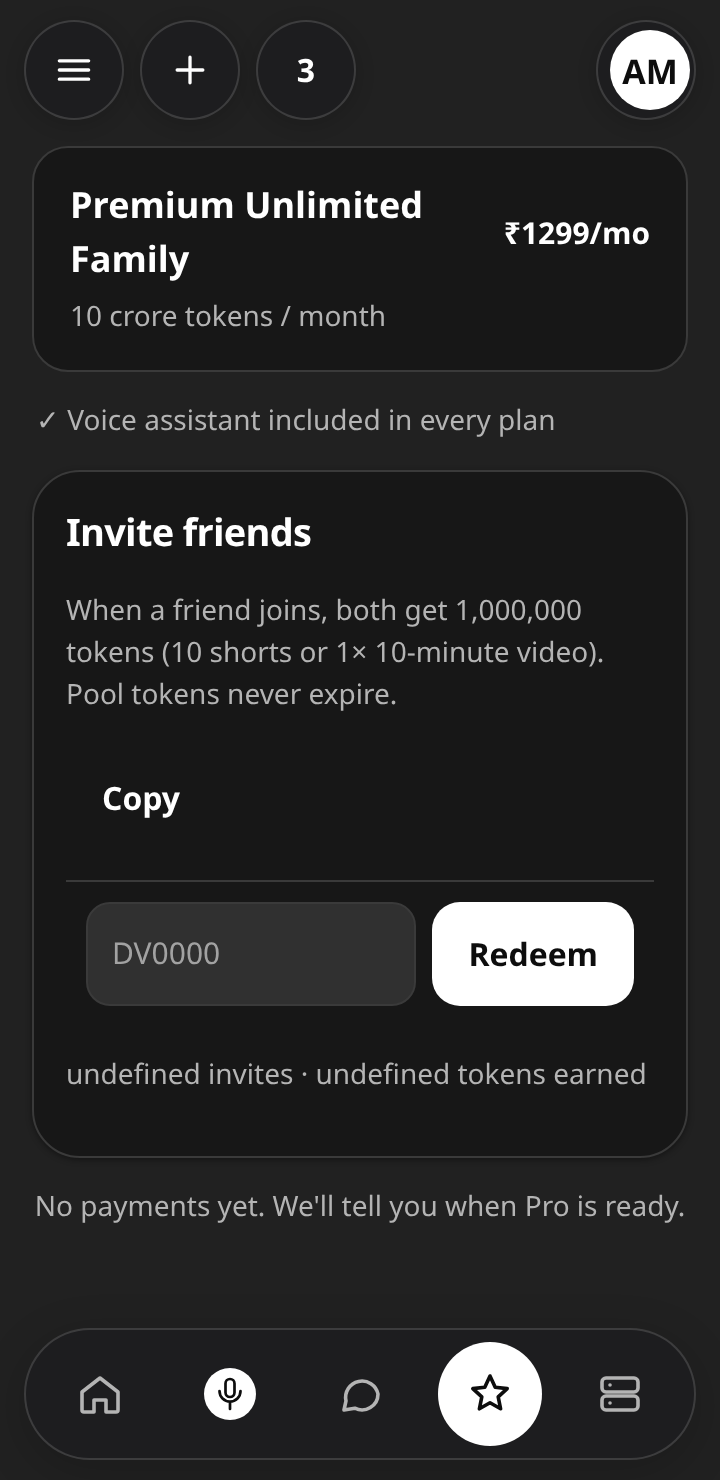 3
AM
Premium Unlimited
Family
₹1299/mo
10 crore tokens / month
✓ Voice assistant included in every plan
Invite friends
When a friend joins, both get 1,000,000
tokens (10 shorts or 1× 10-minute video).
Pool tokens never expire.
Copy
DV0000
Redeem
undefined invites · undefined tokens earned
No payments yet. We'll tell you when Pro is ready.